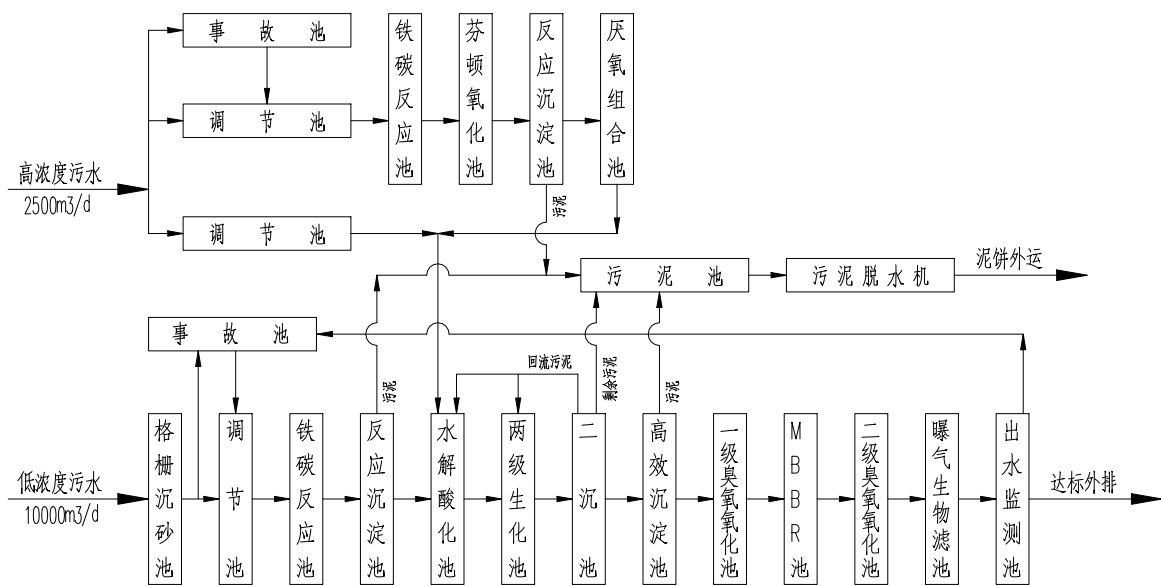 事故池
铁碳反应池
芬顿氧化池
反应沉淀池
厌氧组合池
调节池
高浓度污水
2500m3/d
污泥
调节池
污泥池
污泥脱水机
泥饼外运
事故池
回流污泥
污泥
剩余污泥
污泥
格栅沉砂池
调节池
铁碳反应池
反应沉淀池
水解酸化池
两级生化池
二沉池
高效沉淀池
一级臭氧氧化池
MBBR池
二级臭氧氧化池
曝气生物滤池
出水监测池
低浓度污水
10000m3/d
达标外排